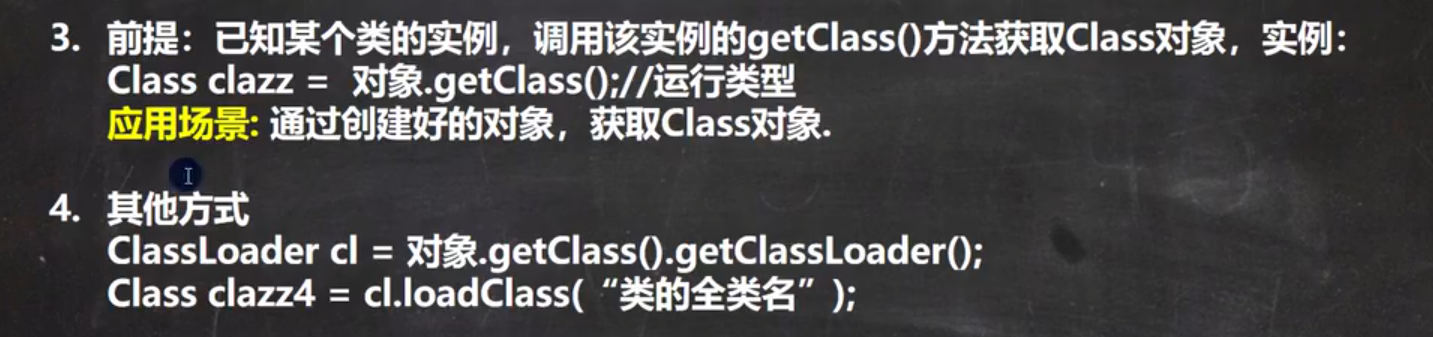 3. 前提：已知某个类的实例，调用该实例的getClass()方法获取Class对象，实例：
Class clazz = 对象.getClass();//运行类型
应用场景: 通过创建好的对象，获取Class对象.
4. 其他方式
ClassLoader cl = 对象.getClass().getClassLoader();
Class clazz4 = cl.loadClass( “类的全类名” );